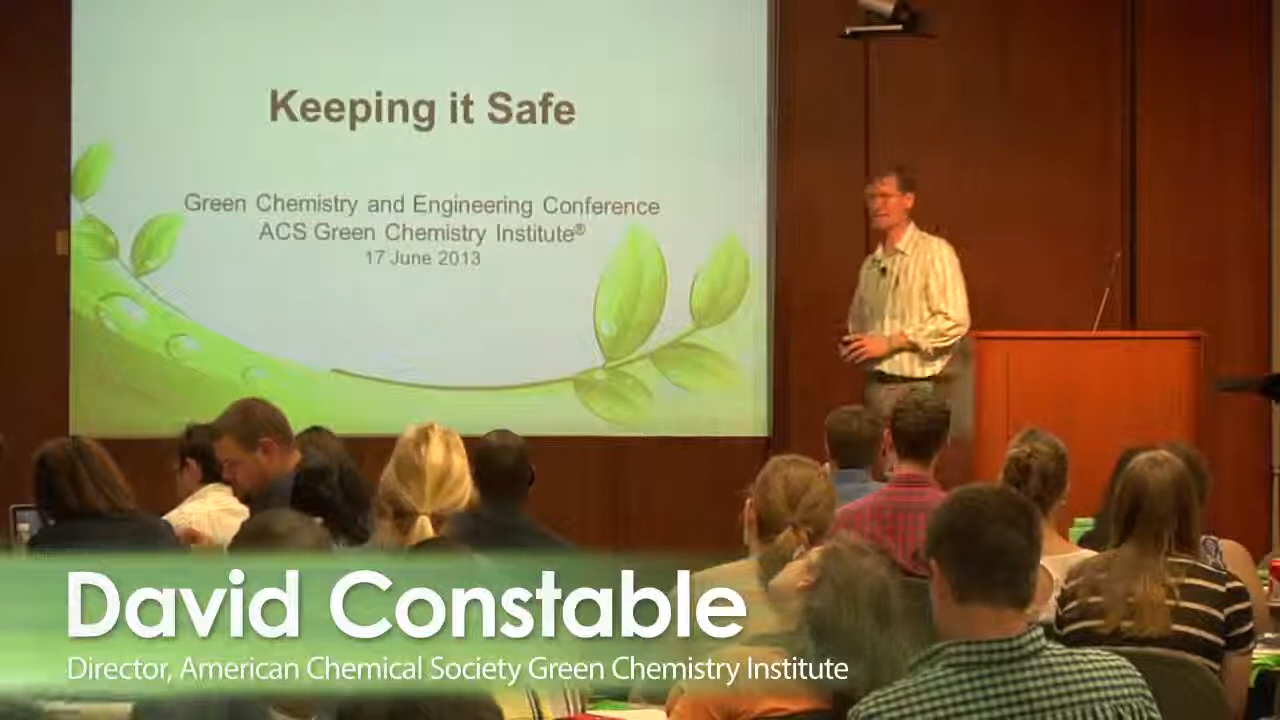 Keeping it Safe
Green Chemistry and Engineering Conference
ACS Green Chemistry Institute®
17 June 2013
David Constable
Director, American Chemical Society Green Chemistry Institute